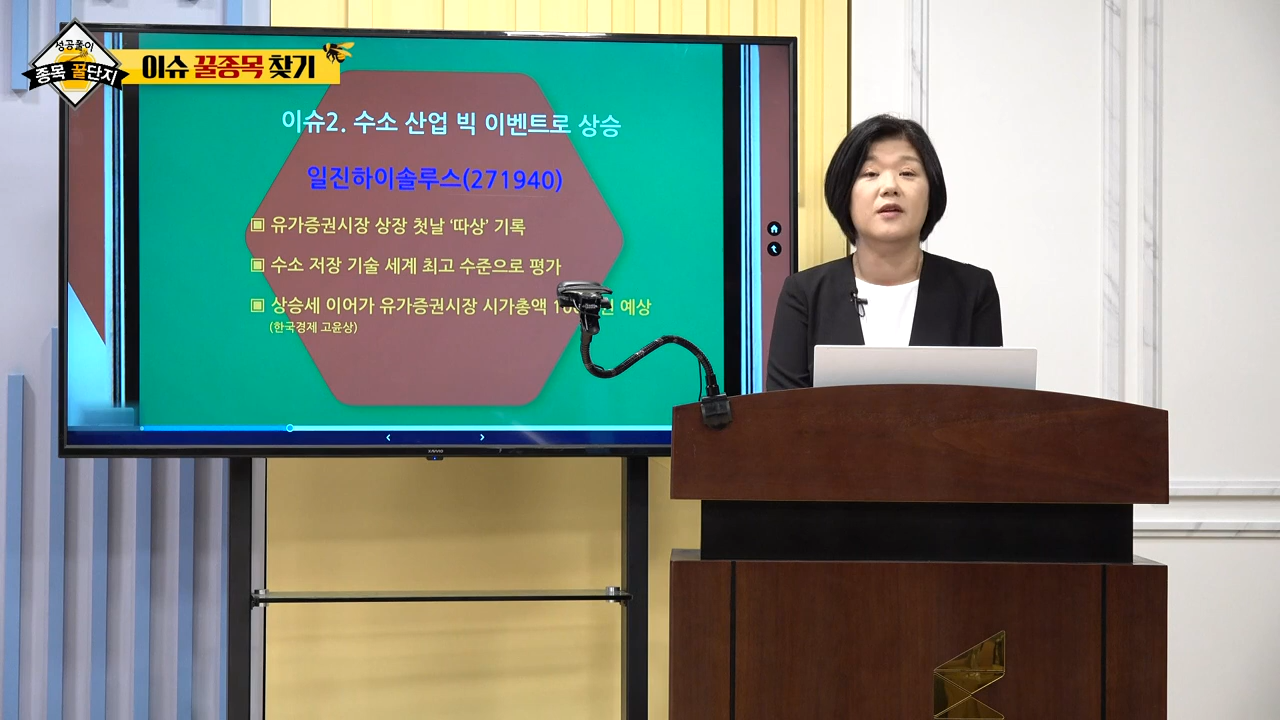 성공풀이
종목 꿀단지
이슈 꿀종목 찾기
이슈2. 수소 산업 빅 이벤트로 상승
일진하이솔루스(271940)
▣ 유가증권시장 상장 첫날 ‘따상’ 기록
▣ 수소 저장 기술 세계 최고 수준으로 평가
▣ 상승세 이어가 유가증권시장 시가총액 예상
(한국경제 고윤상)